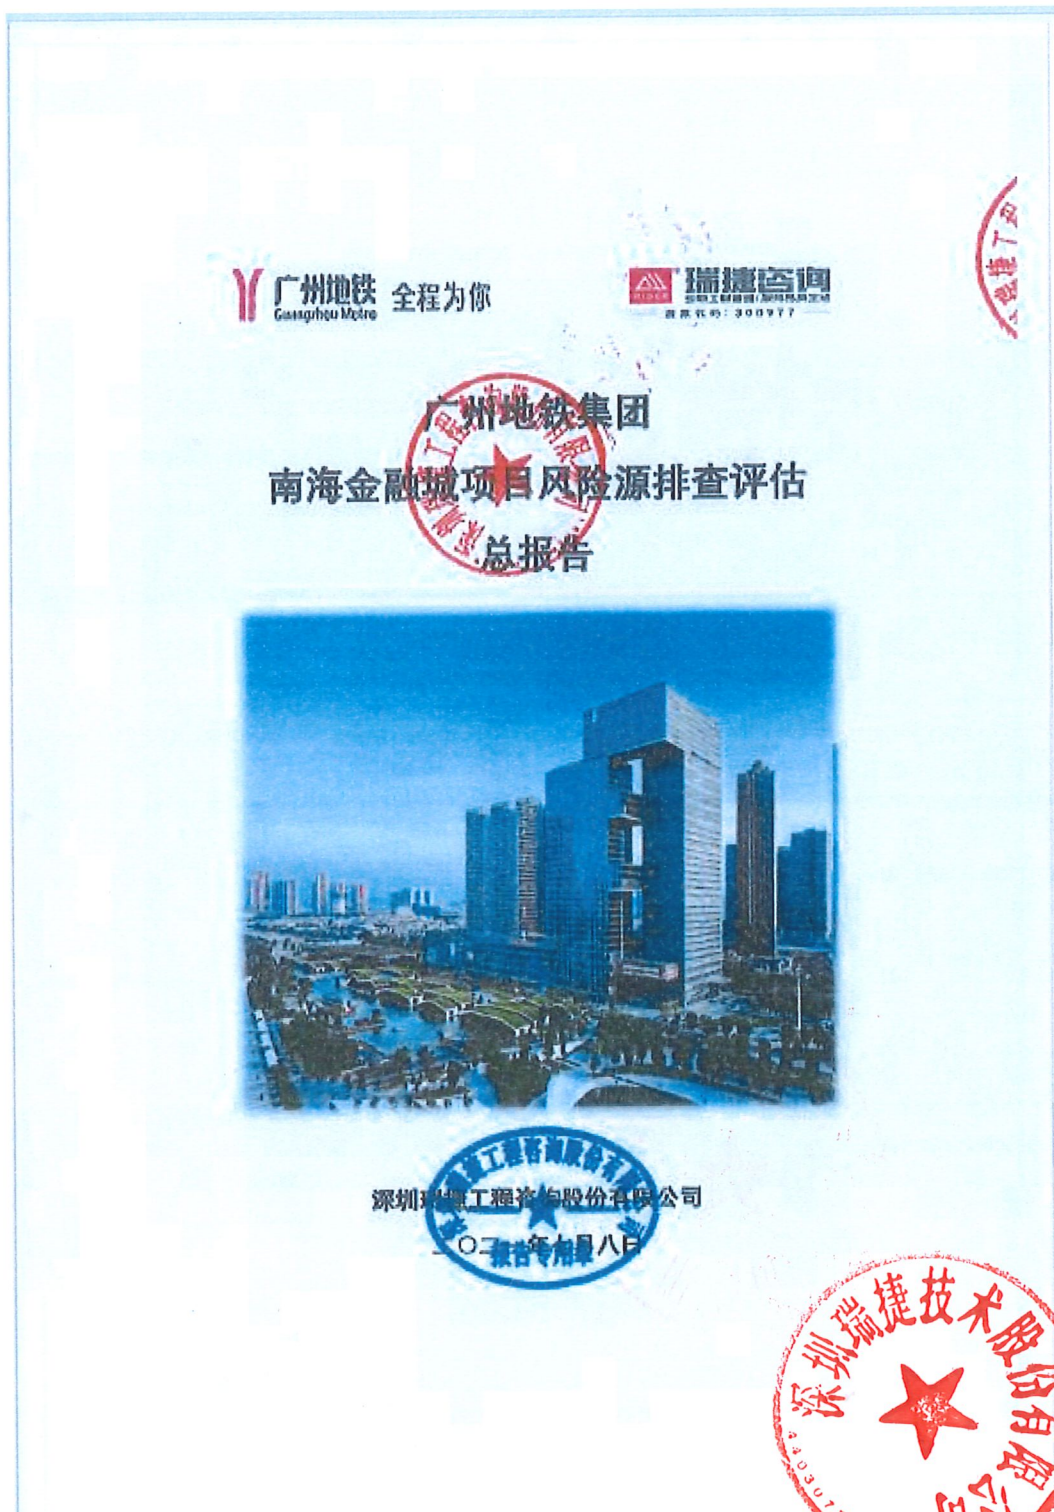 广州地铁
Guangzhou Metro
全程为你
瑞捷咨询
RIDGE
股票代码：300977
广州地铁集团
南海金融城项目风险源排查评估
总报告
深圳瑞捷工程咨询股份有限公司
报告专用章
深圳瑞捷技术股份有限公司